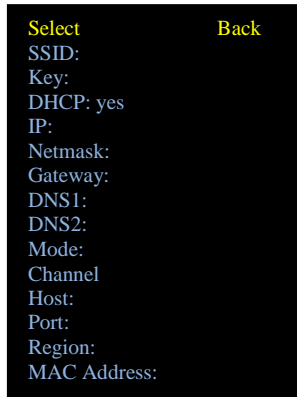 Select Back
SSID:
Key:
DHCP: yes
IP:
Netmask:
Gateway:
DNS1:
DNS2:
Mode:
Channel
Host:
Port:
Region:
MAC Address: